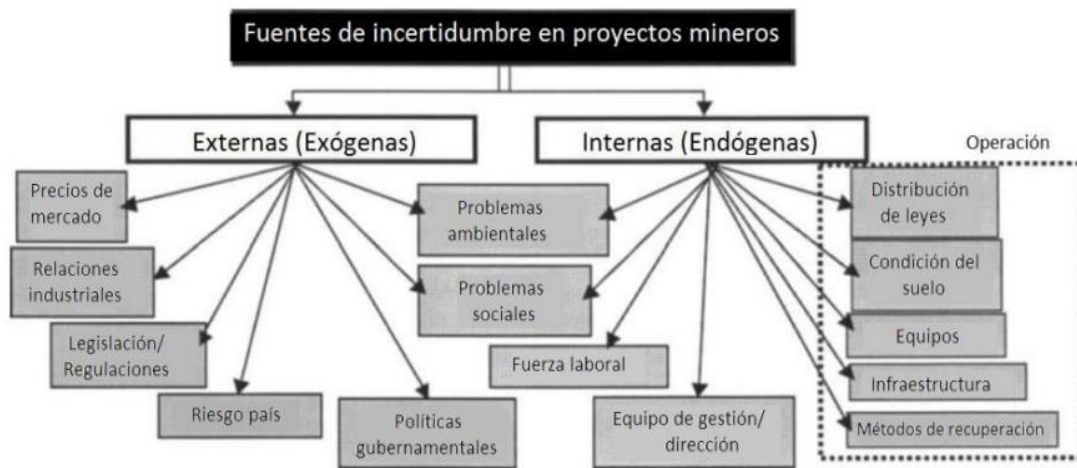 Fuentes de incertidumbre en proyectos mineros
Externas (Exógenas)
Internas (Endógenas)
Operación
Precios de
mercado
Relaciones
industriales
Legislación/
Regulaciones
Riesgo país
Políticas
gubernamentales
Problemas
ambientales
Problemas
sociales
Fuerza laboral
Equipo de gestión/
dirección
Distribución
de leyes
Condición del
suelo
Equipos
Infraestructura
Métodos de recuperación